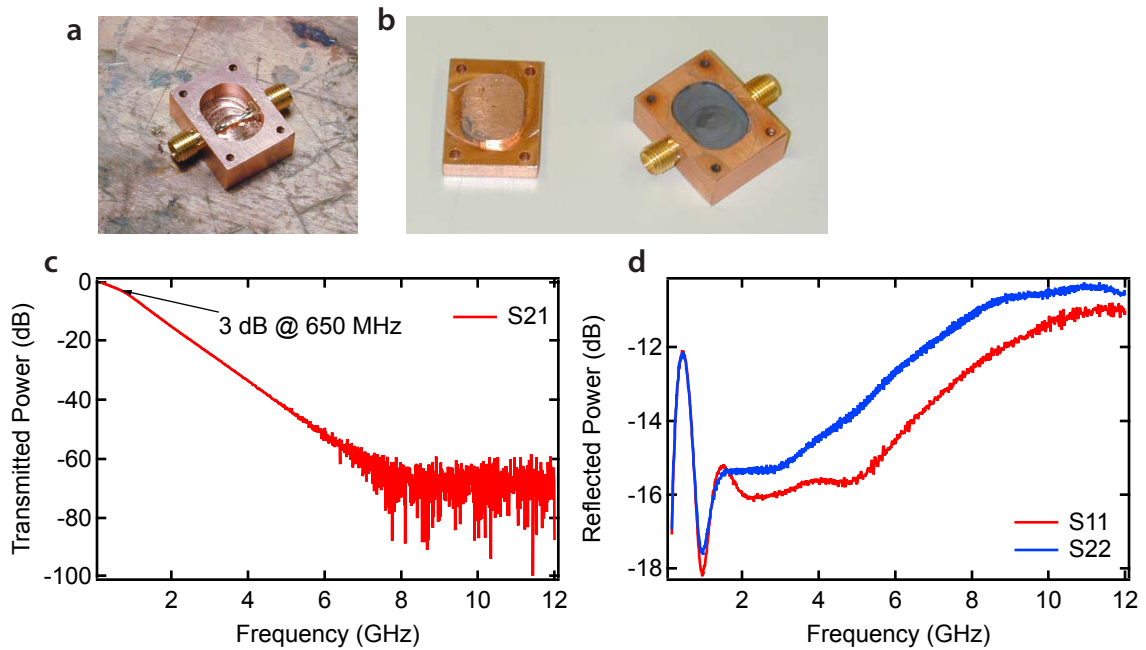 a
b
c
0
-20
-40
-60
-80
-100
Transmitted Power (dB)
3 dB @ 650 MHz
S21
2 4 6 8 10 12
Frequency (GHz)
d
-12
-14
-16
-18
Reflected Power (dB)
S11
S22
2 4 6 8 10 12
Frequency (GHz)